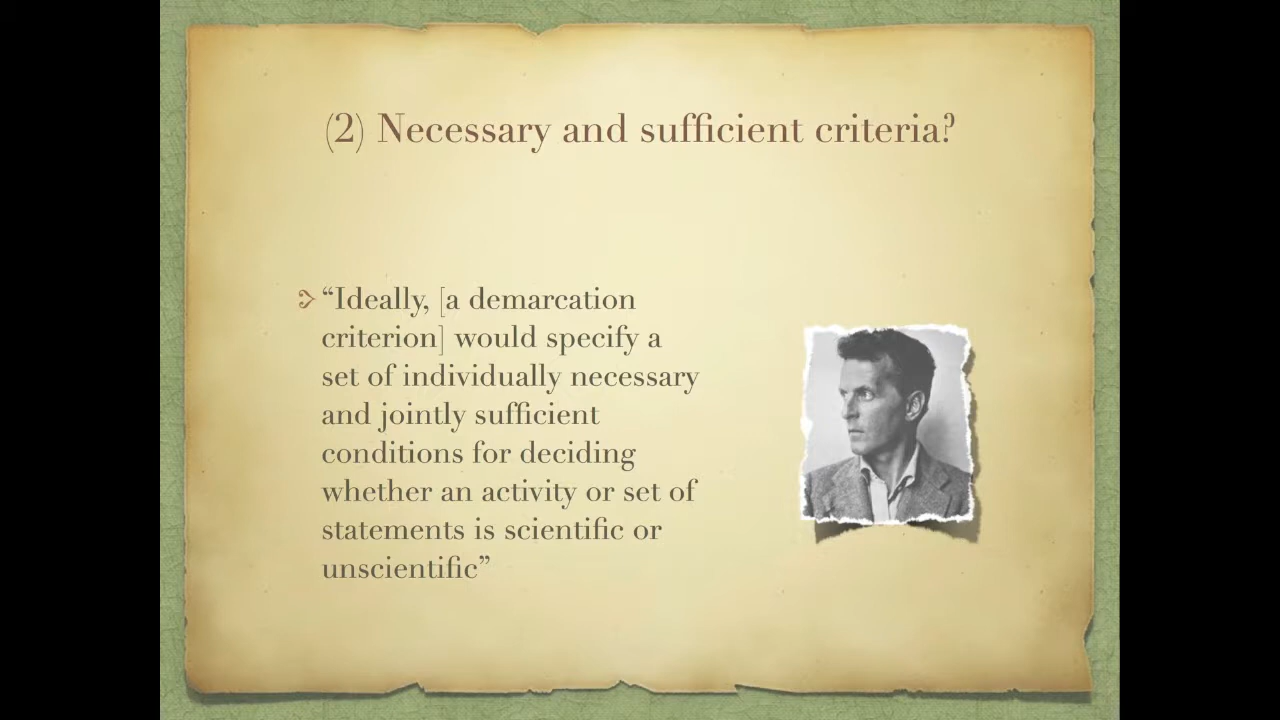 (2) Necessary and sufficient criteria?
“Ideally, [a demarcation
criterion] would specify a
set of individually necessary
and jointly sufficient
conditions for deciding
whether an activity or set of
statements is scientific or
unscientific”